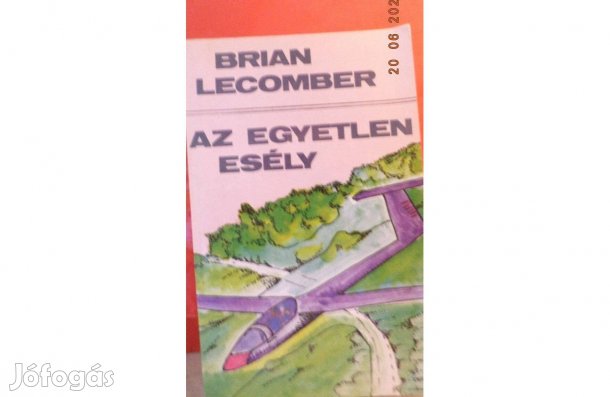 BRIAN
LECOMBER
AZ EGYETLEN
ESÉLY
20 06 202
Jófogás